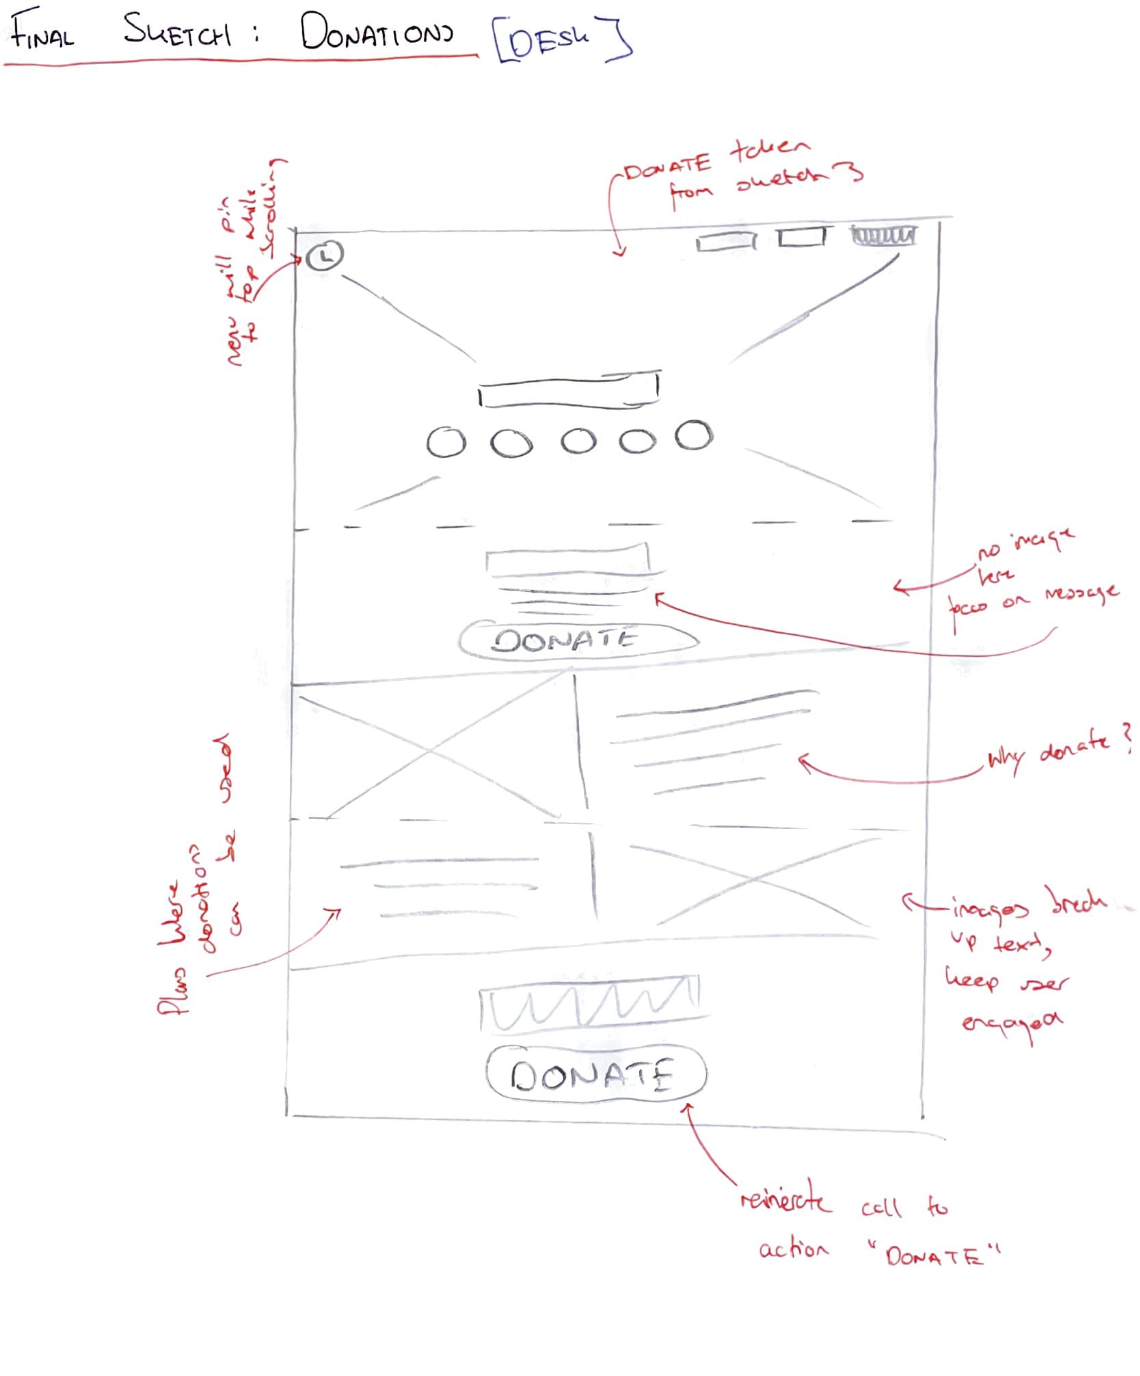 FINAL SKETCH: DONATIONS [DESK]
DONATE taken
from sketch 3
menu will pin
to top while
scrolling
L
no image
here
focus on message
DONATE
Why donate?
Plans Where
donations
can be used
images break
up text,
keep user
engaged
DONATE
reinerate call to
action "DONATE"